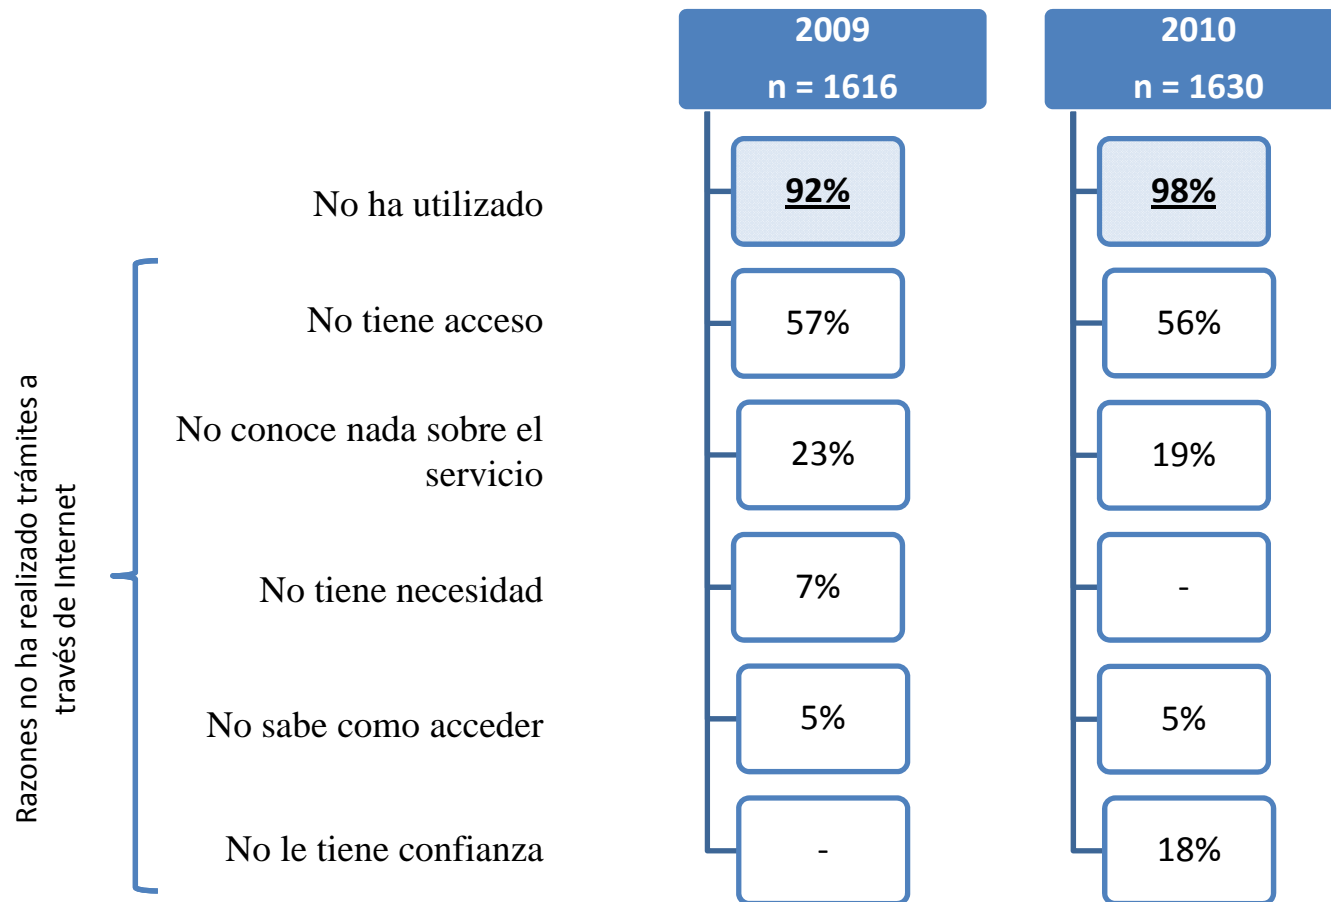 2009
n = 1616
2010
n = 1630
No ha utilizado
92%
98%
Razones no ha realizado trámites a
través de Internet
No tiene acceso
57%
56%
No conoce nada sobre el
servicio
23%
19%
No tiene necesidad
7%
-
No sabe como acceder
5%
5%
No le tiene confianza
-
18%